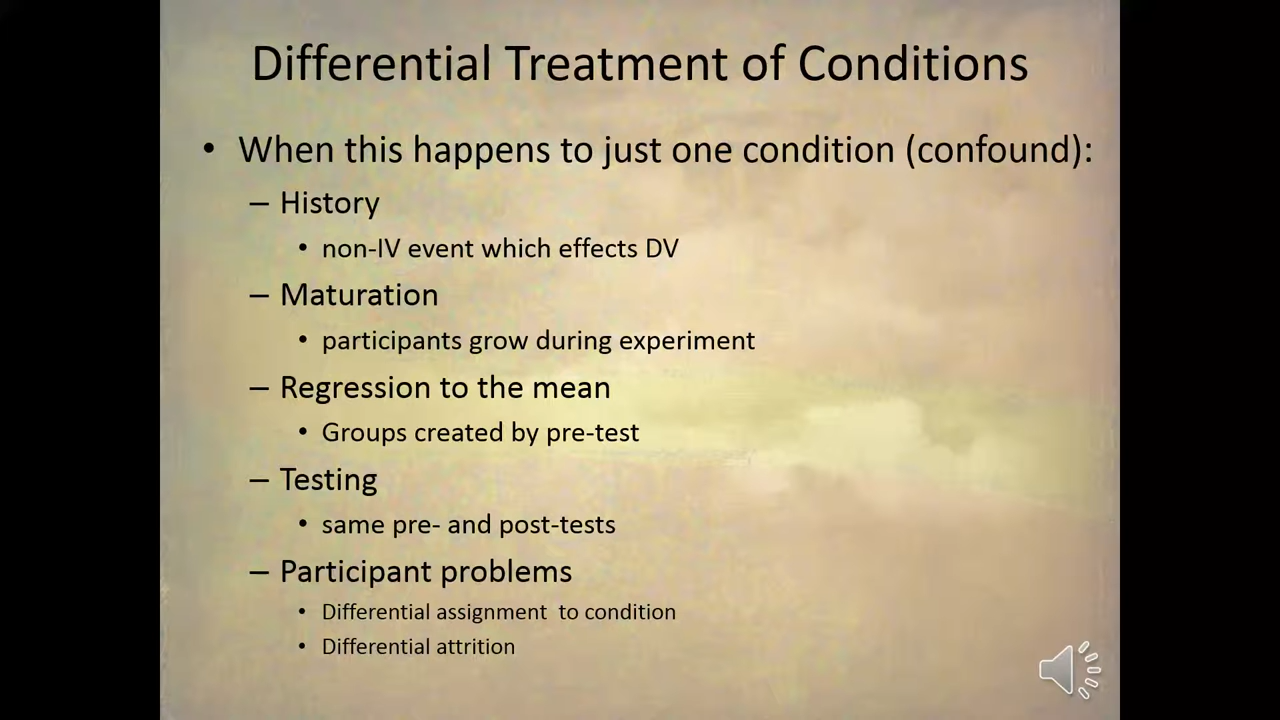 Differential Treatment of Conditions
• When this happens to just one condition (confound):
– History
• non-IV event which effects DV
– Maturation
• participants grow during experiment
– Regression to the mean
• Groups created by pre-test
– Testing
• same pre- and post-tests
– Participant problems
• Differential assignment  to condition
• Differential attrition